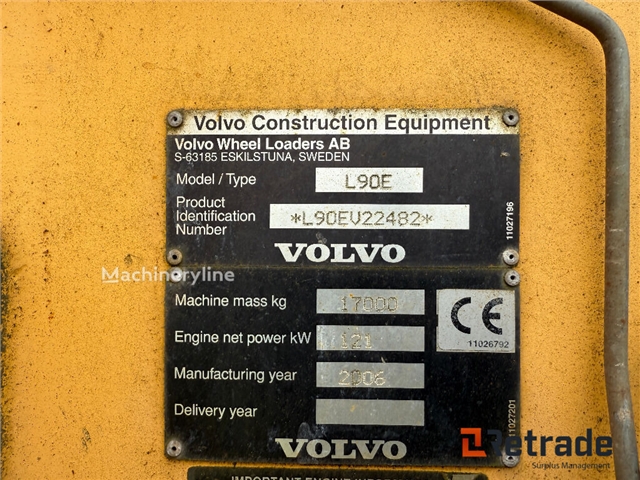 Volvo Construction Equipment
Volvo Wheel Loaders AB
S-63185 ESKILSTUNA, SWEDEN
Model / Type L90E
Product
Identification *L90EV22482*
Number
11027196
VOLVO
Machineryline
Machine mass kg 17000
Engine net power kW 121
CE
11026792
Manufacturing year 2006
Delivery year
11027201
VOLVO
Retrade
Surplus Management